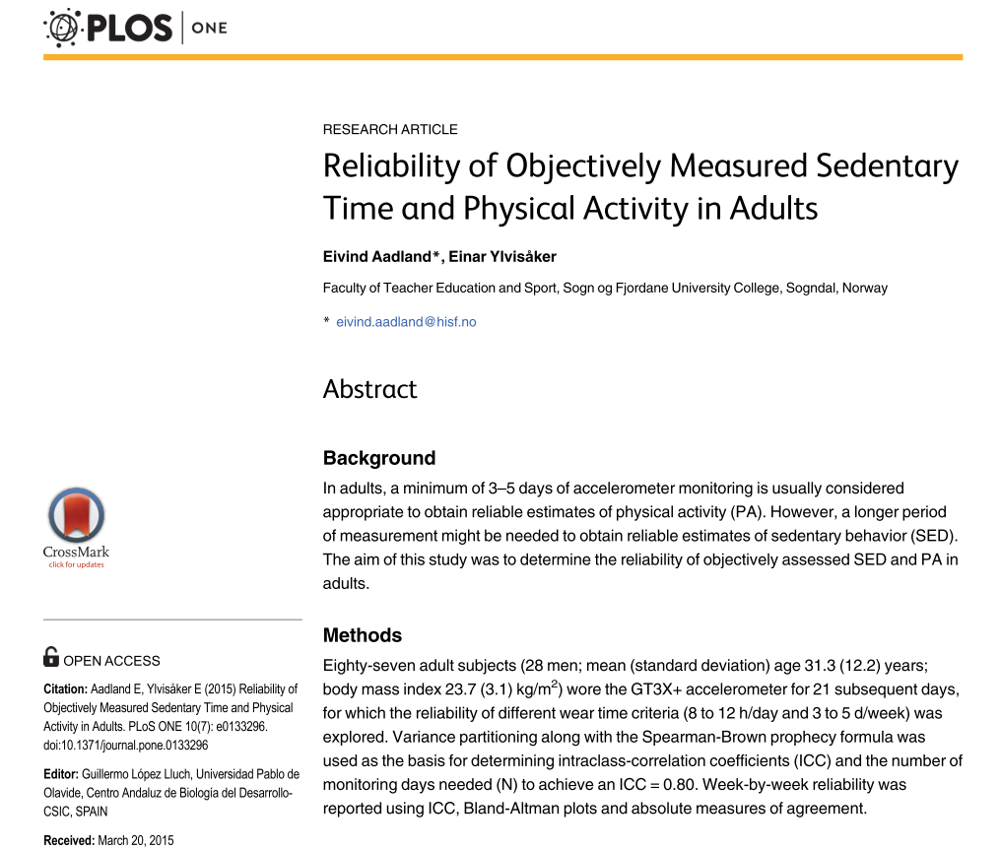 PLOS ONE
RESEARCH ARTICLE
Reliability of Objectively Measured Sedentary
Time and Physical Activity in Adults
Eivind Aadland*, Einar Ylvisåker
Faculty of Teacher Education and Sport, Sogn og Fjordane University College, Sogndal, Norway
* eivind.aadland@hisf.no
Abstract
Background
In adults, a minimum of 3–5 days of accelerometer monitoring is usually considered
appropriate to obtain reliable estimates of physical activity (PA). However, a longer period
of measurement might be needed to obtain reliable estimates of sedentary behavior (SED).
The aim of this study was to determine the reliability of objectively assessed SED and PA in
adults.
Methods
Eighty-seven adult subjects (28 men; mean (standard deviation) age 31.3 (12.2) years;
body mass index 23.7 (3.1) kg/m²) wore the GT3X+ accelerometer for 21 subsequent days,
for which the reliability of different wear time criteria (8 to 12 h/day and 3 to 5 d/week) was
explored. Variance partitioning along with the Spearman-Brown prophecy formula was
used as the basis for determining intraclass-correlation coefficients (ICC) and the number of
monitoring days needed (N) to achieve an ICC = 0.80. Week-by-week reliability was
reported using ICC, Bland-Altman plots and absolute measures of agreement.
CrossMark
click for updates
OPEN ACCESS
Citation: Aadland E, Ylvisåker E (2015) Reliability of
Objectively Measured Sedentary Time and Physical
Activity in Adults. PLoS ONE 10(7): e0133296.
doi:10.1371/journal.pone.0133296
Editor: Guillermo López Lluch, Universidad Pablo de
Olavide, Centro Andaluz de Biología del Desarrollo-
CSIC, SPAIN
Received: March 20, 2015